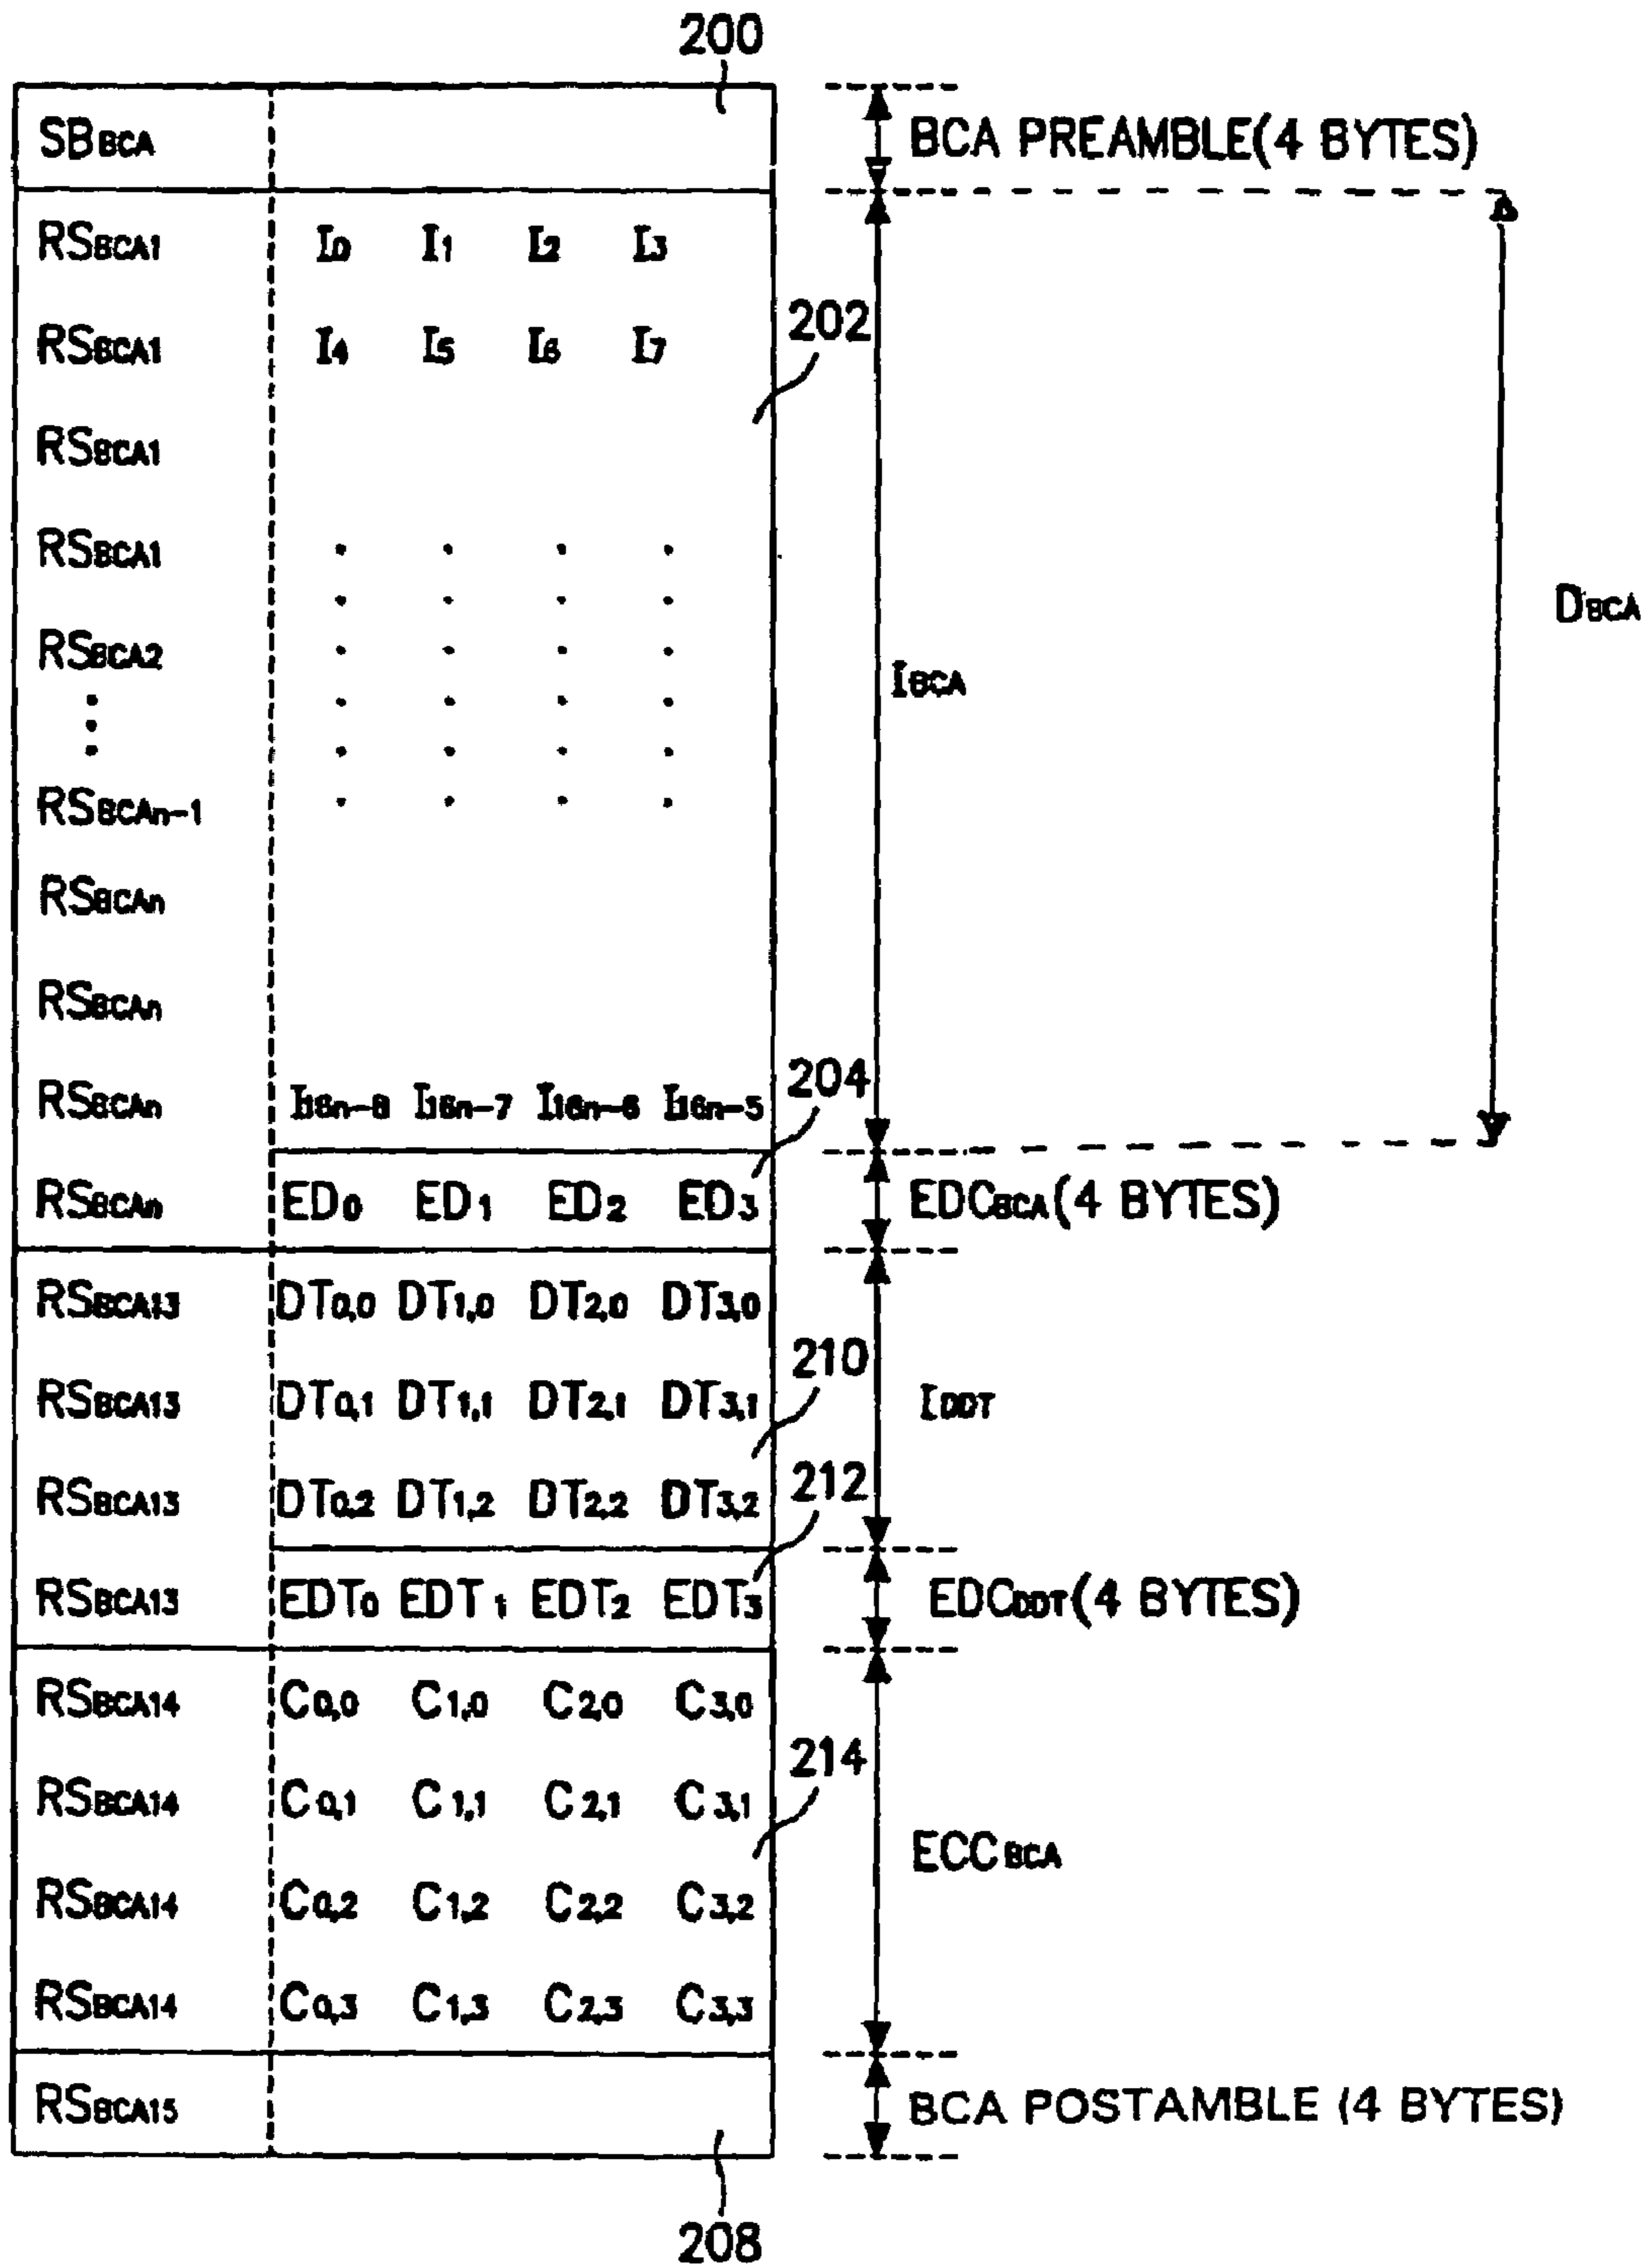 200
SBBCA
BCA PREAMBLE(4 BYTES)
RSBCA1 I0 I1 I2 I3
202
RSBCA1 I4 I5 I6 I7
RSBCA1
RSBCA1
DBCA
RSBCA2
IBCA
RSBCAn-1
RSBCAn
RSBCAn
204
RSBCAn I16n-8 I16n-7 I16n-6 I16n-5
RSBCAn ED0 ED1 ED2 ED3
EDCBCA(4 BYTES)
RSBCA13 DT0,0 DT1,0 DT2,0 DT3,0
210
RSBCA13 DT0,1 DT1,1 DT2,1 DT3,1
IDDT
212
RSBCA13 DT0,2 DT1,2 DT2,2 DT3,2
RSBCA13 EDT0 EDT1 EDT2 EDT3
EDCDDT(4 BYTES)
RSBCA14 C0,0 C1,0 C2,0 C3,0
214
RSBCA14 C0,1 C1,1 C2,1 C3,1
ECCBCA
RSBCA14 C0,2 C1,2 C2,2 C3,2
RSBCA14 C0,3 C1,3 C2,3 C3,3
RSBCA15
BCA POSTAMBLE (4 BYTES)
208